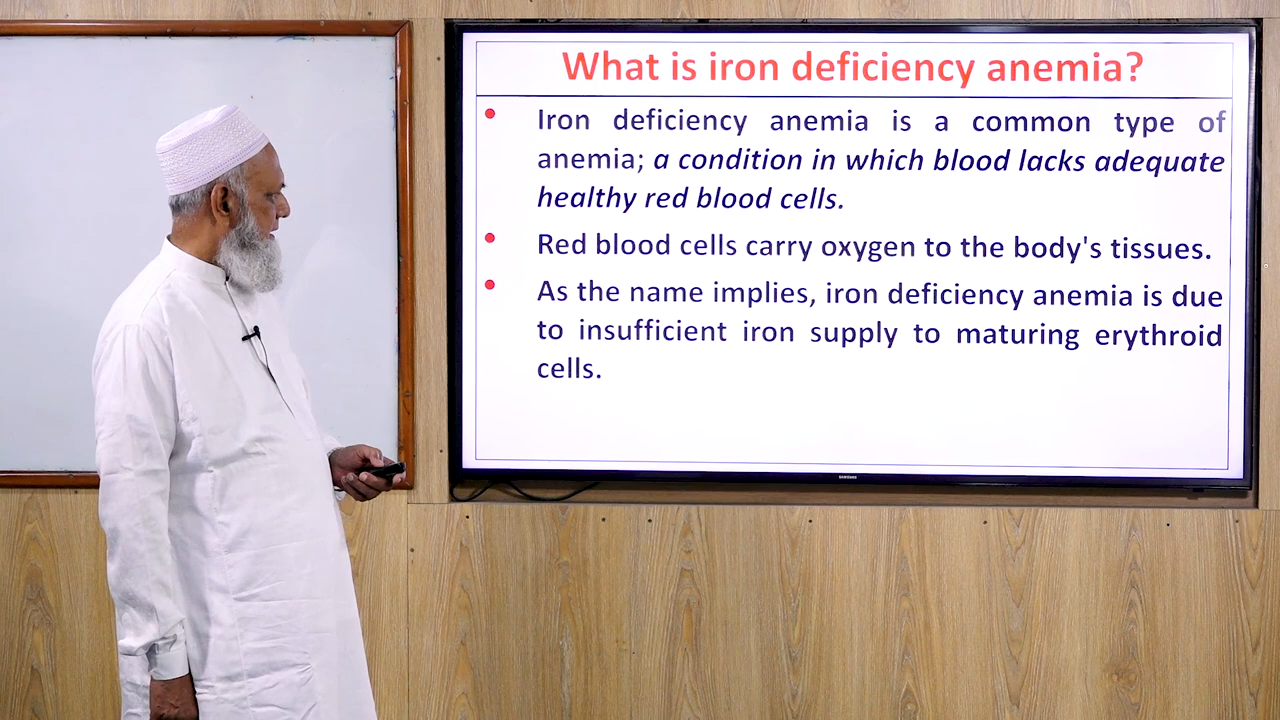 What is iron deficiency anemia?
• Iron deficiency anemia is a common type of
anemia; a condition in which blood lacks adequate
healthy red blood cells.
• Red blood cells carry oxygen to the body's tissues.
• As the name implies, iron deficiency anemia is due
to insufficient iron supply to maturing erythroid
cells.
SAMSUNG